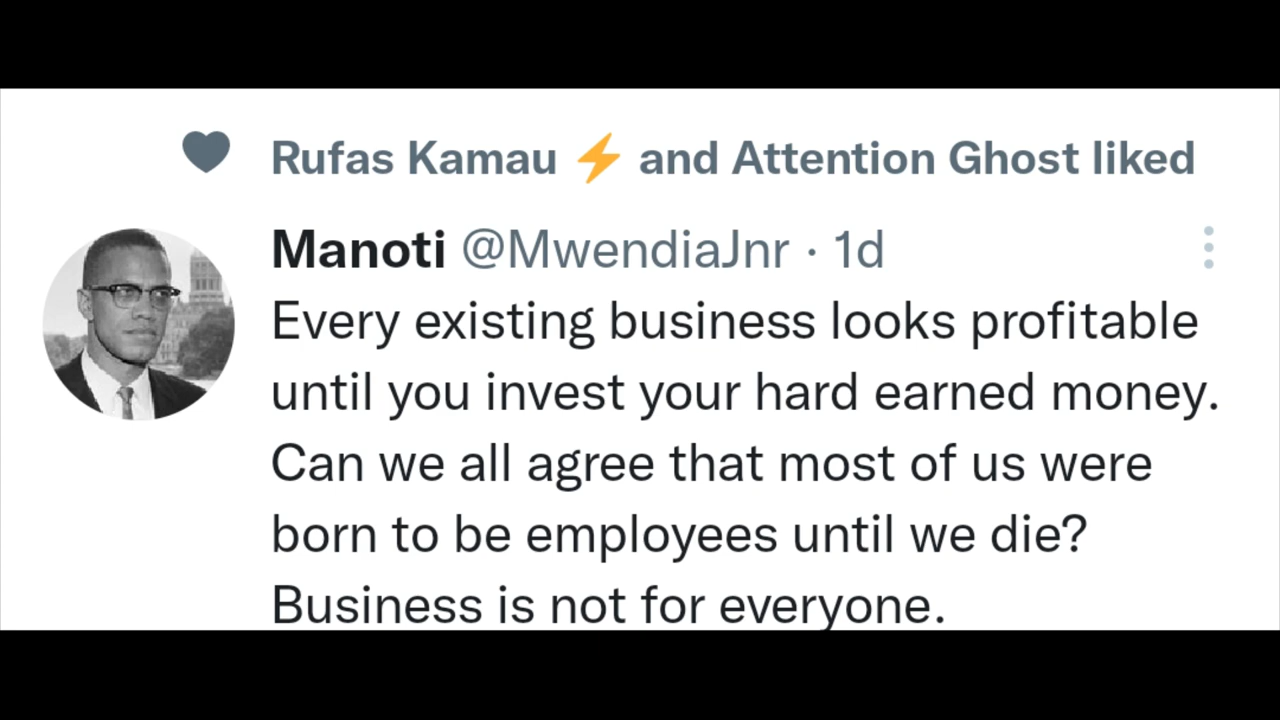 Rufas Kamau ⚡ and Attention Ghost liked
Manoti @MwendiaJnr · 1d
Every existing business looks profitable
until you invest your hard earned money.
Can we all agree that most of us were
born to be employees until we die?
Business is not for everyone.